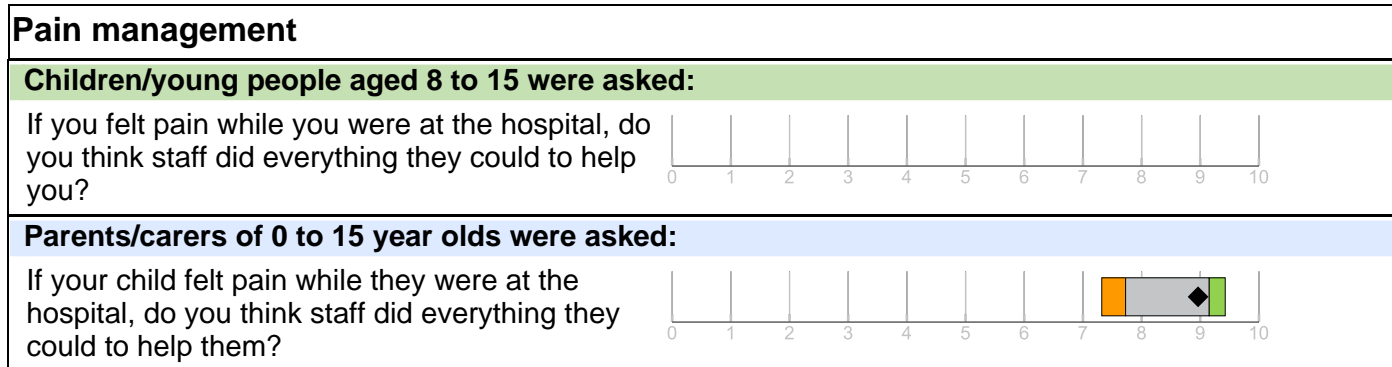 Pain management
Children/young people aged 8 to 15 were asked:
If you felt pain while you were at the hospital, do
you think staff did everything they could to help
you?
0 1 2 3 4 5 6 7 8 9 10
Parents/carers of 0 to 15 year olds were asked:
If your child felt pain while they were at the
hospital, do you think staff did everything they
could to help them?
0 1 2 3 4 5 6 7 8 9 10